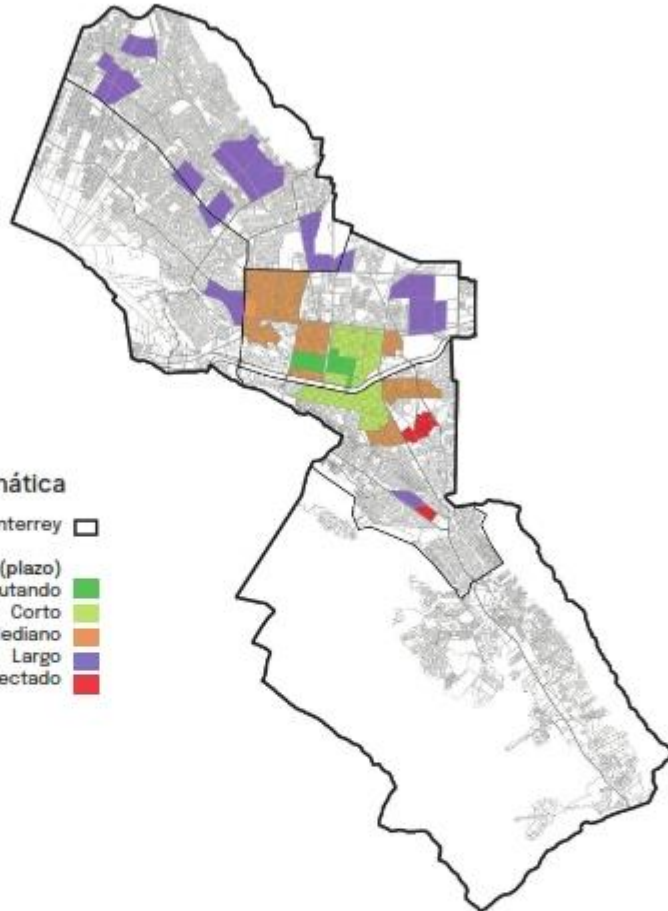 nática
nterrey
(plazo)
utando
Corto
ediano
Largo
ectado